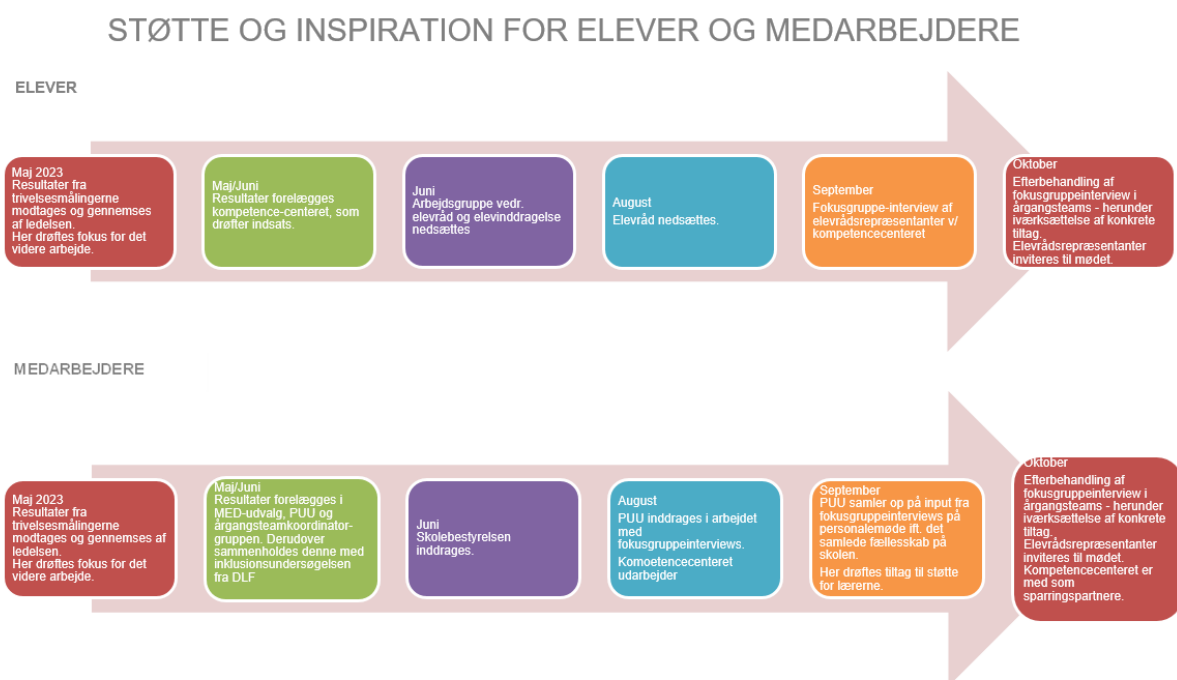 STØTTE OG INSPIRATION FOR ELEVER OG MEDARBEJDERE
ELEVER
Maj 2023
Resultater fra
trivelsesmålingerne
modtages og gennemses
af ledelsen.
Her drøftes fokus for det
videre arbejde.
Maj/Juni
Resultater forelægges
kompetence-centeret, som
drøfter indsats.
Juni
Arbejdsgruppe vedr.
elevråd og elevinddragelse
nedsættes
August
Elevråd nedsættes.
September
Fokusgruppe-interview af
elevrådsrepræsentanter v/
kompetencecenteret
Oktober
Efterbehandling af
fokusgruppeinterview i
årgangsteams - herunder
iværksættelse af konkrete
tiltag.
Elevrådsrepræsentanter
inviteres til mødet.
MEDARBEJDERE
Maj 2023
Resultater fra
trivelsesmålingerne
modtages og gennemses af
ledelsen.
Her drøftes fokus for det
videre arbejde.
Maj/Juni
Resultater forelægges i
MED-udvalg, PUU og
årgangsteamkoordinator-
gruppen. Derudover
sammenholdes denne med
inklusionsundersøgelsen
fra DLF
Juni
Skolebestyrelsen
inddrages.
August
PUU inddrages i arbejdet
med
fokusgruppeinterviews.
Komoetencecenteret
udarbejder
September
PUU samler op på input fra
fokusgruppeinterviews på
personalemøde ift. det
samlede fællesskab på
skolen.
Her drøftes tiltag til støtte
for lærerne.
Oktober
Efterbehandling af
fokusgruppeinterview i
årgangsteams - herunder
iværksættelse af konkrete
tiltag.
Elevrådsrepræsentanter
inviteres til mødet.
Kompetencecenteret er
med som
sparringspartnere.